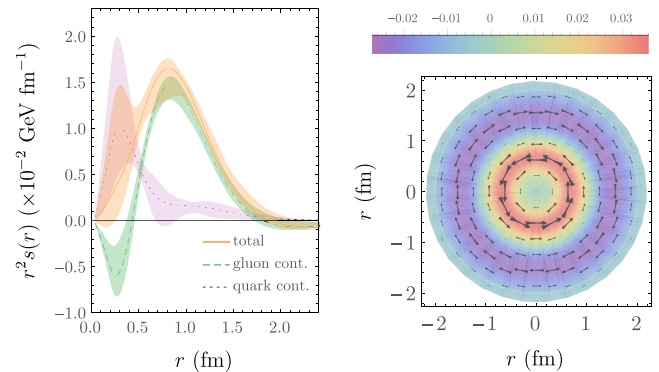 r²s(r) (×10⁻² GeV fm⁻¹)
2.0
1.5
1.0
0.5
0.0
−0.5
−1.0
total
gluon cont.
quark cont.
0.0 0.5 1.0 1.5 2.0
r (fm)
−0.02 −0.01 0 0.01 0.02 0.03
r (fm)
2
1
0
−1
−2
−2 −1 0 1 2
r (fm)